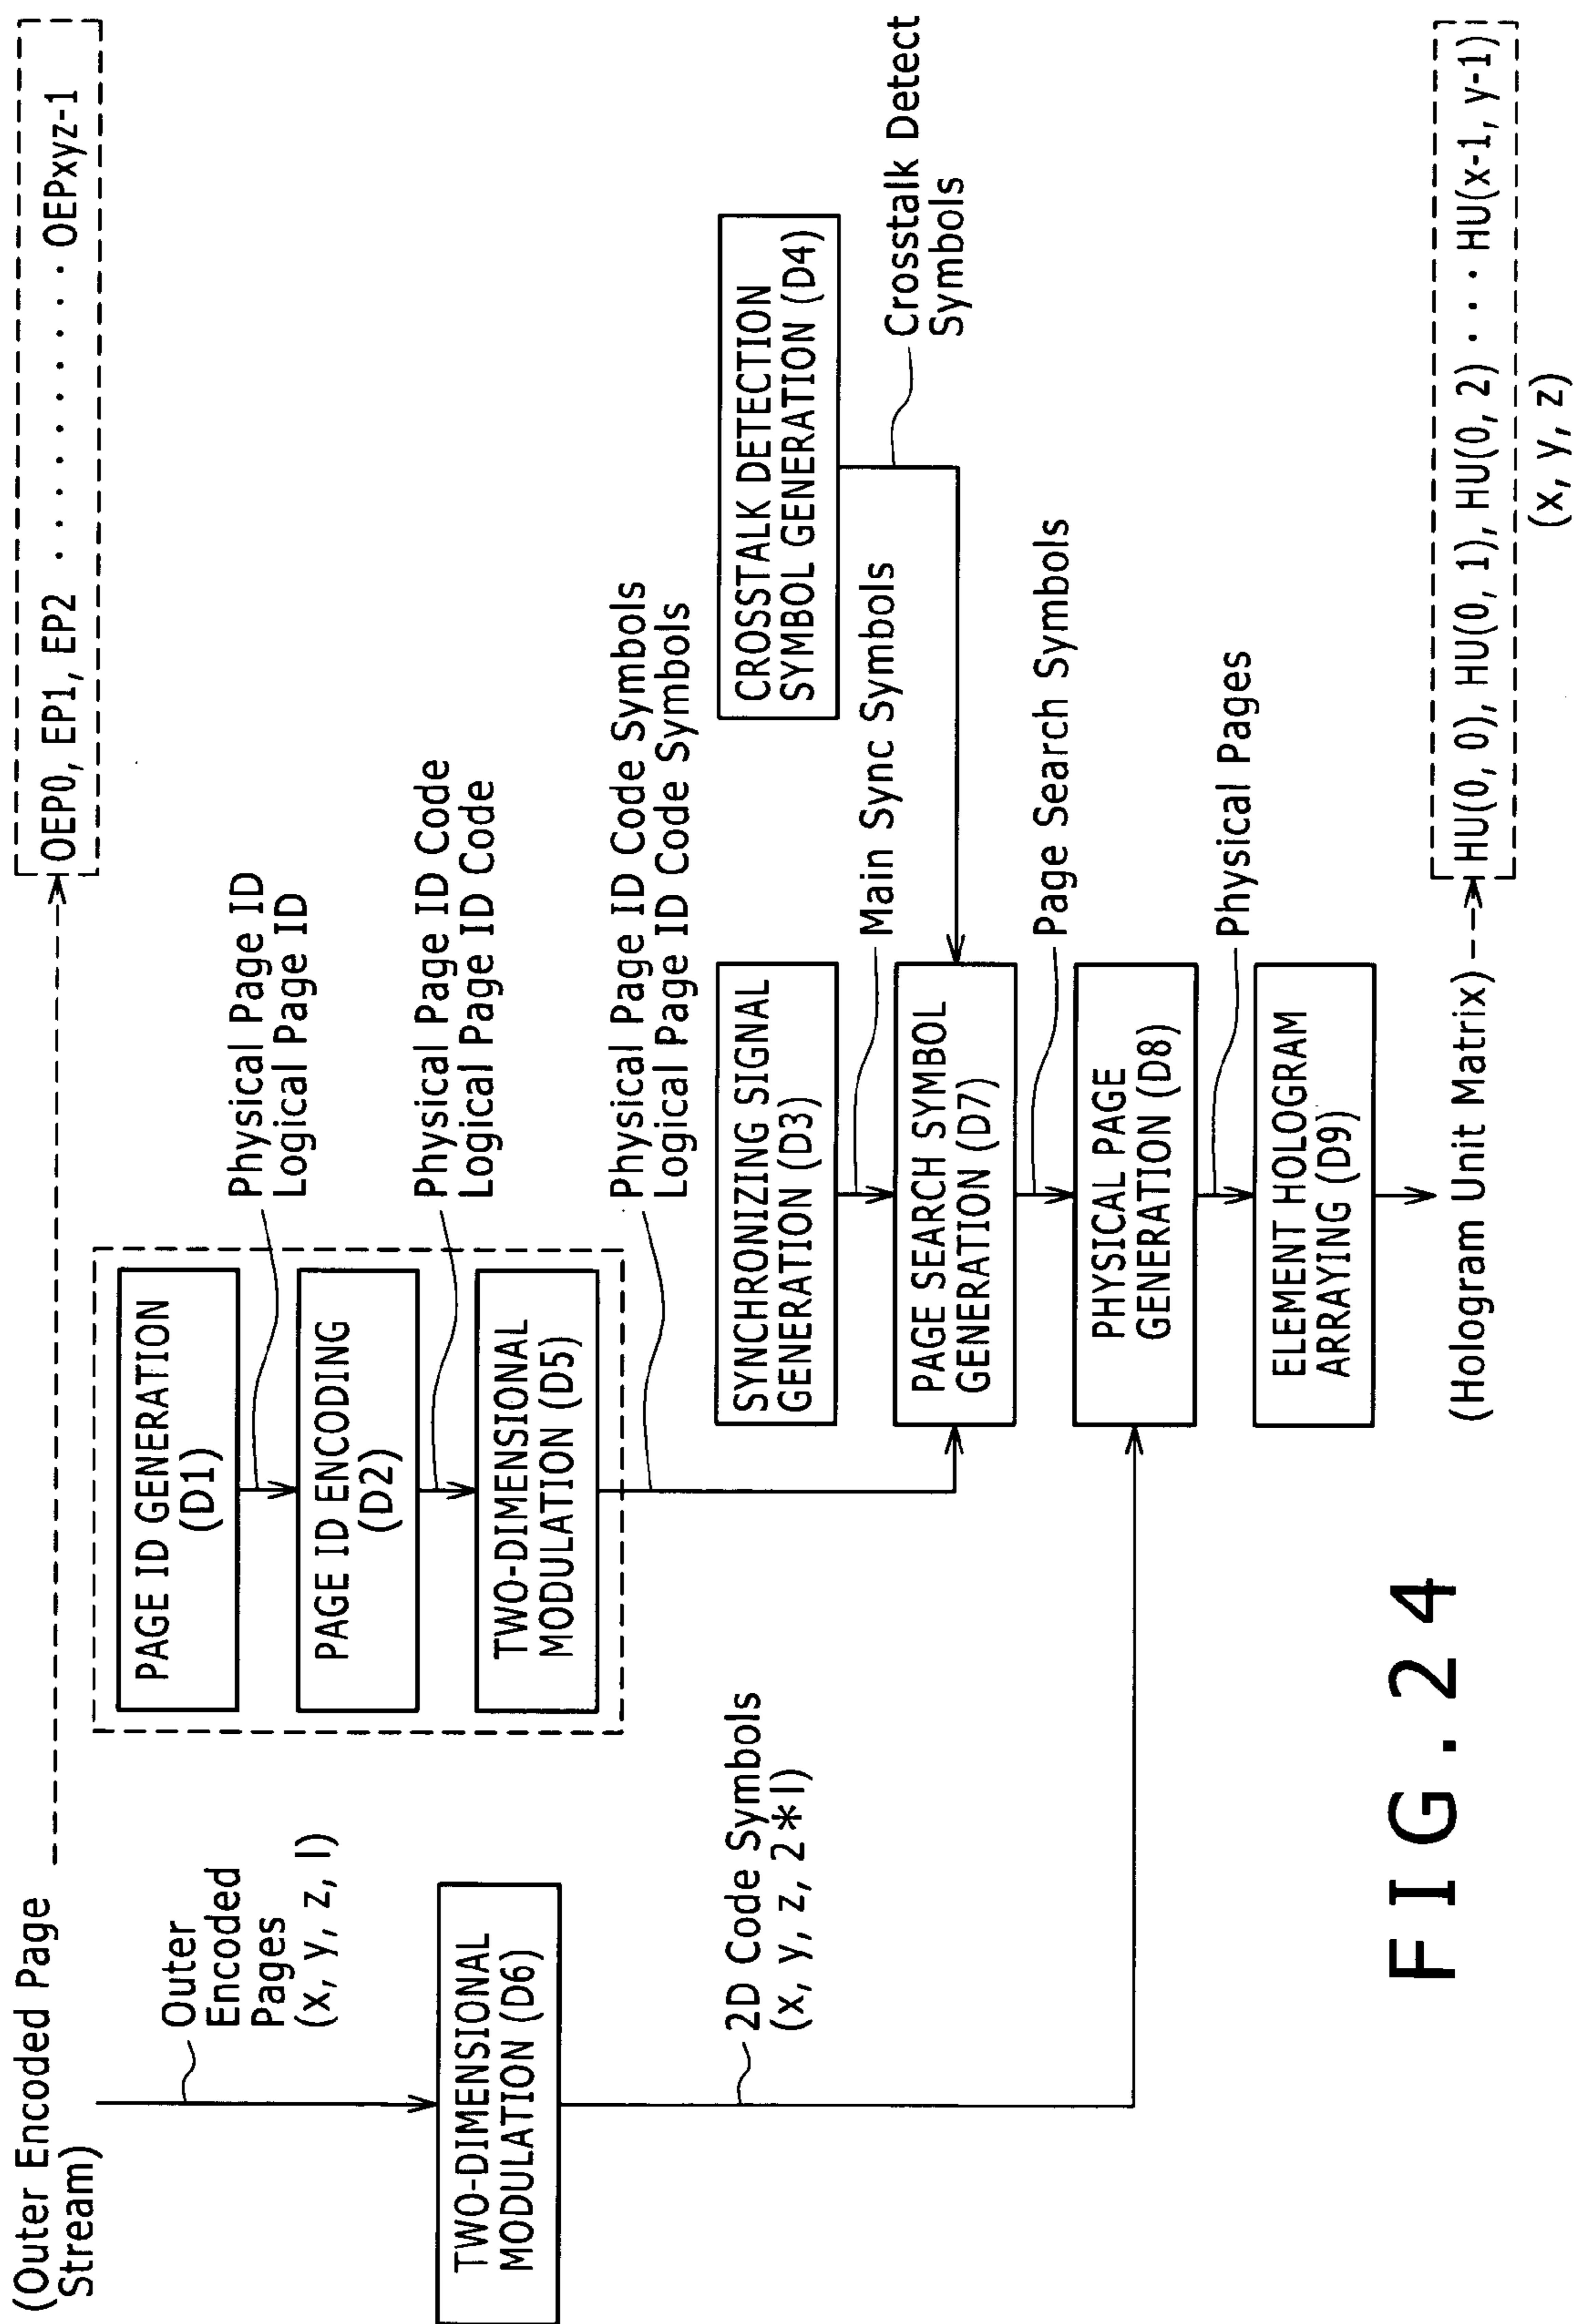 (Outer Encoded Page
Stream)
OEP0, EP1, EP2 · · · · · · · · · OEPxyz-1
Outer
Encoded
Pages
(x, y, z, l)
PAGE ID GENERATION
(D1)
Physical Page ID
Logical Page ID
PAGE ID ENCODING
(D2)
Physical Page ID Code
Logical Page ID Code
TWO-DIMENSIONAL
MODULATION (D6)
TWO-DIMENSIONAL
MODULATION (D5)
Physical Page ID Code Symbols
Logical Page ID Code Symbols
2D Code Symbols
(x, y, z, 2*l)
SYNCHRONIZING SIGNAL
GENERATION (D3)
CROSSTALK DETECTION
SYMBOL GENERATION (D4)
Main Sync Symbols
Crosstalk Detect
Symbols
PAGE SEARCH SYMBOL
GENERATION (D7)
Page Search Symbols
PHYSICAL PAGE
GENERATION (D8)
Physical Pages
ELEMENT HOLOGRAM
ARRAYING (D9)
(Hologram Unit Matrix)
HU(0, 0), HU(0, 1), HU(0, 2) · · · HU(x-1, y-1)
(x, y, z)
FIG.24